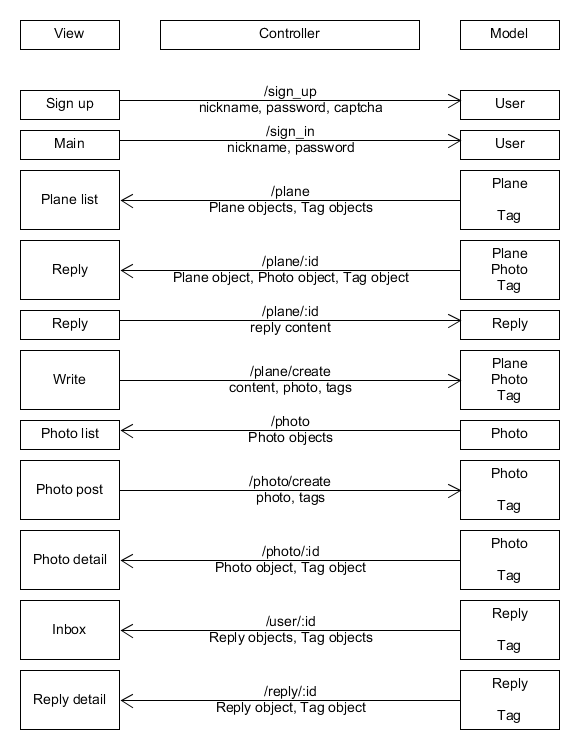 View
Controller
Model
Sign up
/sign_up
nickname, password, captcha
User
Main
/sign_in
nickname, password
User
Plane list
/plane
Plane objects, Tag objects
Plane
Tag
Reply
/plane/:id
Plane object, Photo object, Tag object
Plane
Photo
Tag
Reply
/plane/:id
reply content
Reply
Write
/plane/create
content, photo, tags
Plane
Photo
Tag
Photo list
/photo
Photo objects
Photo
Photo post
/photo/create
photo, tags
Photo
Tag
Photo detail
/photo/:id
Photo object, Tag object
Photo
Tag
Inbox
/user/:id
Reply objects, Tag objects
Reply
Tag
Reply detail
/reply/:id
Reply object, Tag object
Reply
Tag